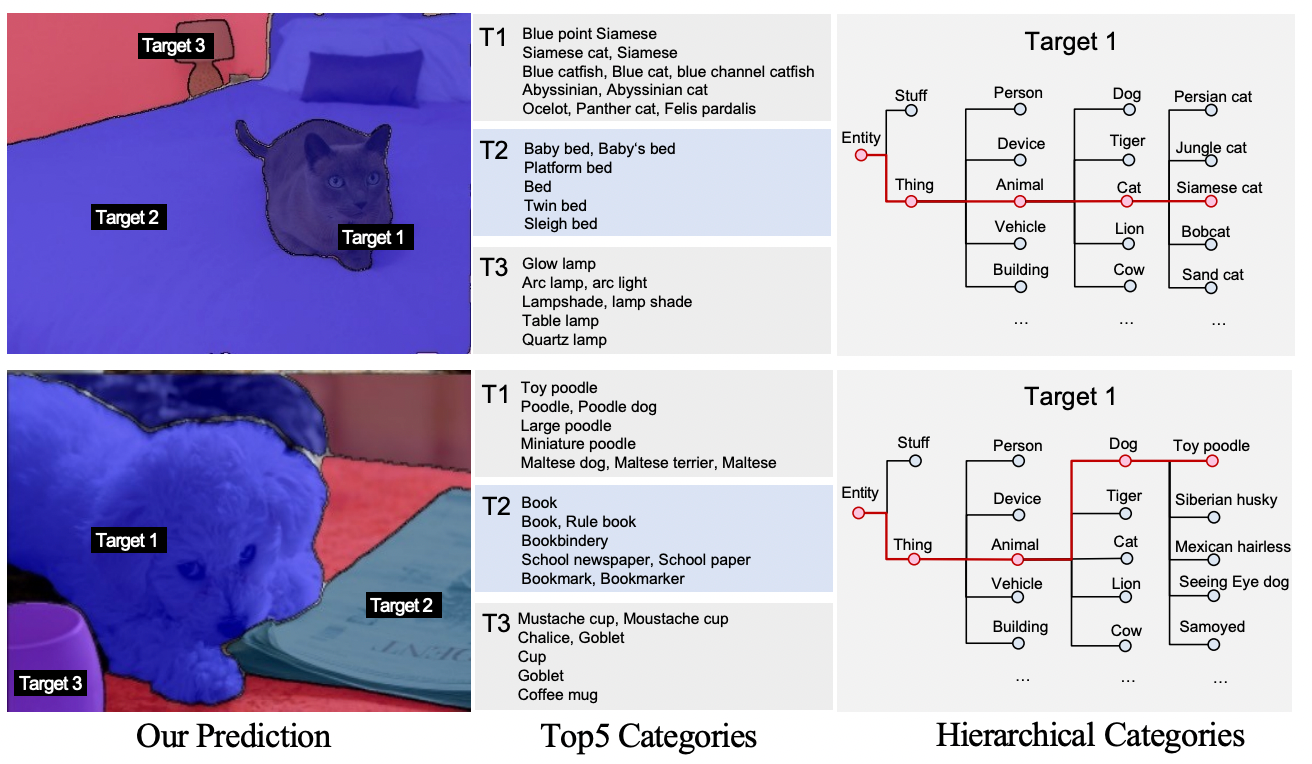 Target 3
Target 2
Target 1
T1
Blue point Siamese
Siamese cat, Siamese
Blue catfish, Blue cat, blue channel catfish
Abyssinian, Abyssinian cat
Ocelot, Panther cat, Felis pardalis
T2
Baby bed, Baby's bed
Platform bed
Bed
Twin bed
Sleigh bed
T3
Glow lamp
Arc lamp, arc light
Lampshade, lamp shade
Table lamp
Quartz lamp
Target 1
Entity
Stuff
Thing
Person
Device
Animal
Vehicle
Building
...
Dog
Tiger
Cat
Lion
Cow
...
Persian cat
Jungle cat
Siamese cat
Bobcat
Sand cat
...
Target 1
Target 2
Target 3
T1
Toy poodle
Poodle, Poodle dog
Large poodle
Miniature poodle
Maltese dog, Maltese terrier, Maltese
T2
Book
Book, Rule book
Bookbindery
School newspaper, School paper
Bookmark, Bookmarker
T3
Mustache cup, Moustache cup
Chalice, Goblet
Cup
Goblet
Coffee mug
Target 1
Entity
Stuff
Thing
Person
Device
Animal
Vehicle
Building
...
Dog
Tiger
Cat
Lion
Cow
...
Toy poodle
Siberian husky
Mexican hairless
Seeing Eye dog
Samoyed
...
Our Prediction
Top5 Categories
Hierarchical Categories